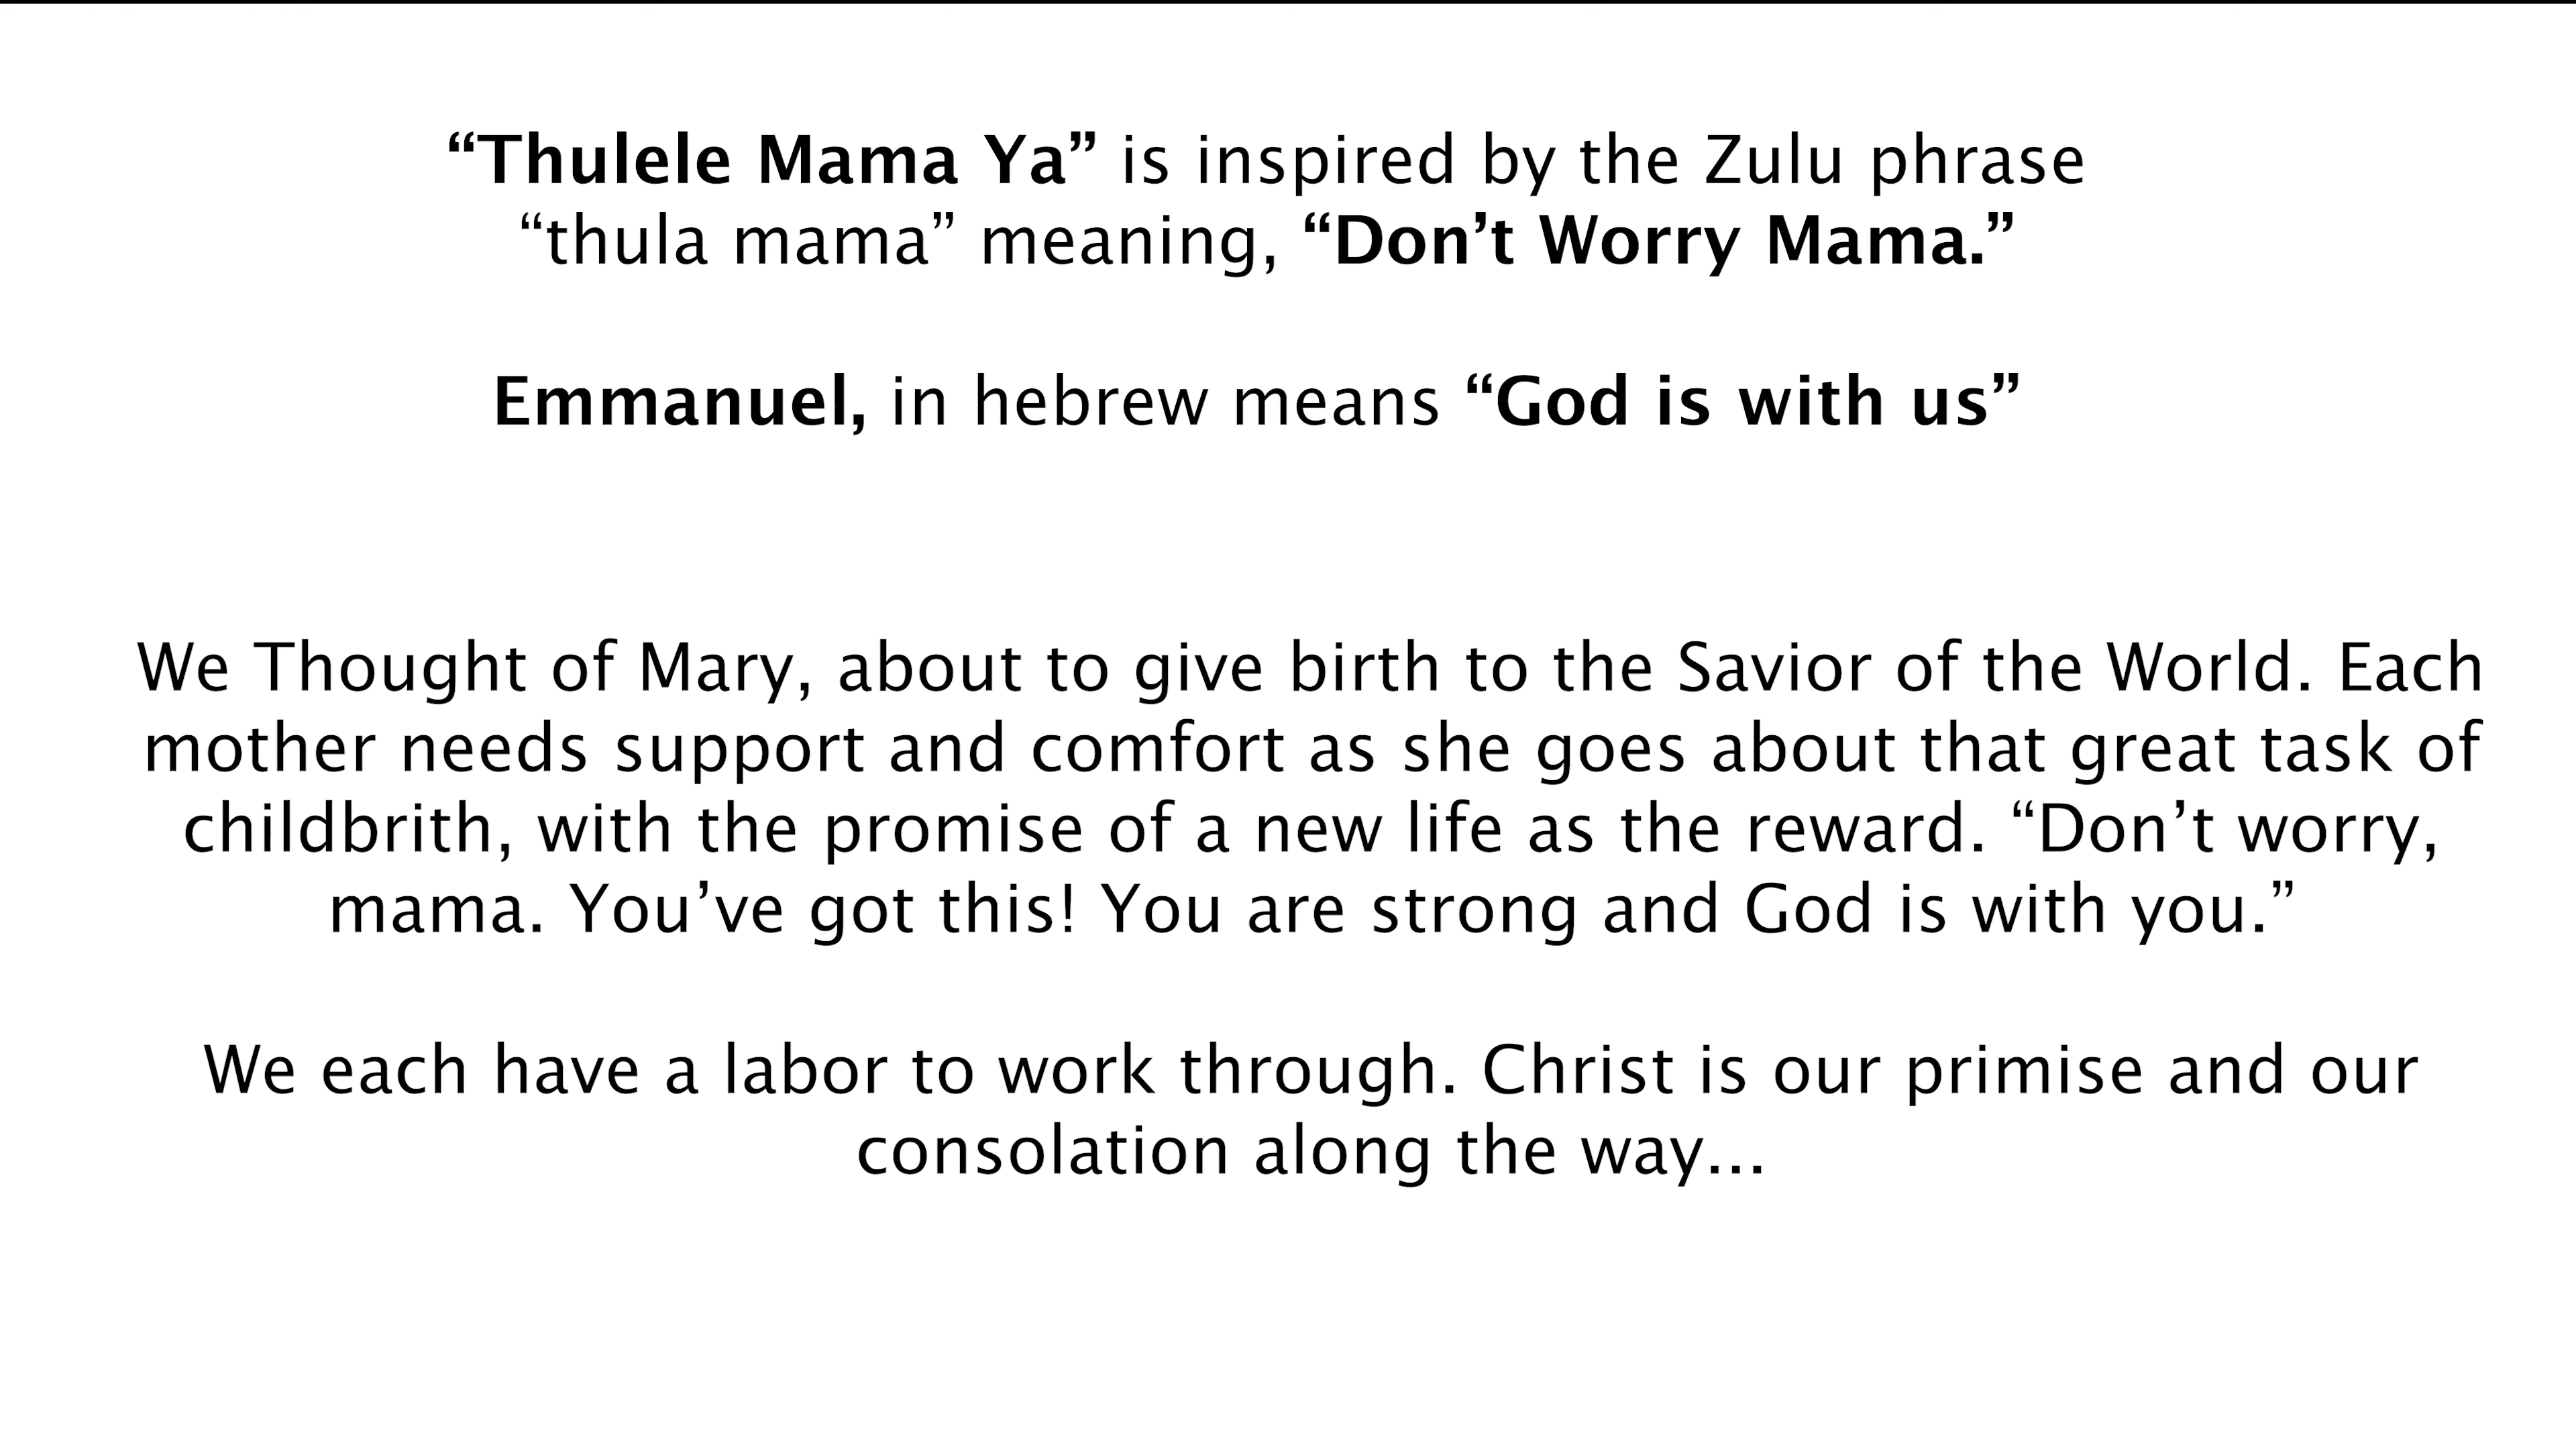 “Thulele Mama Ya” is inspired by the Zulu phrase
“thula mama” meaning, “Don’t Worry Mama.”
Emmanuel, in hebrew means “God is with us”
We Thought of Mary, about to give birth to the Savior of the World. Each
mother needs support and comfort as she goes about that great task of
childbrith, with the promise of a new life as the reward. “Don’t worry,
mama. You’ve got this! You are strong and God is with you.”
We each have a labor to work through. Christ is our primise and our
consolation along the way...